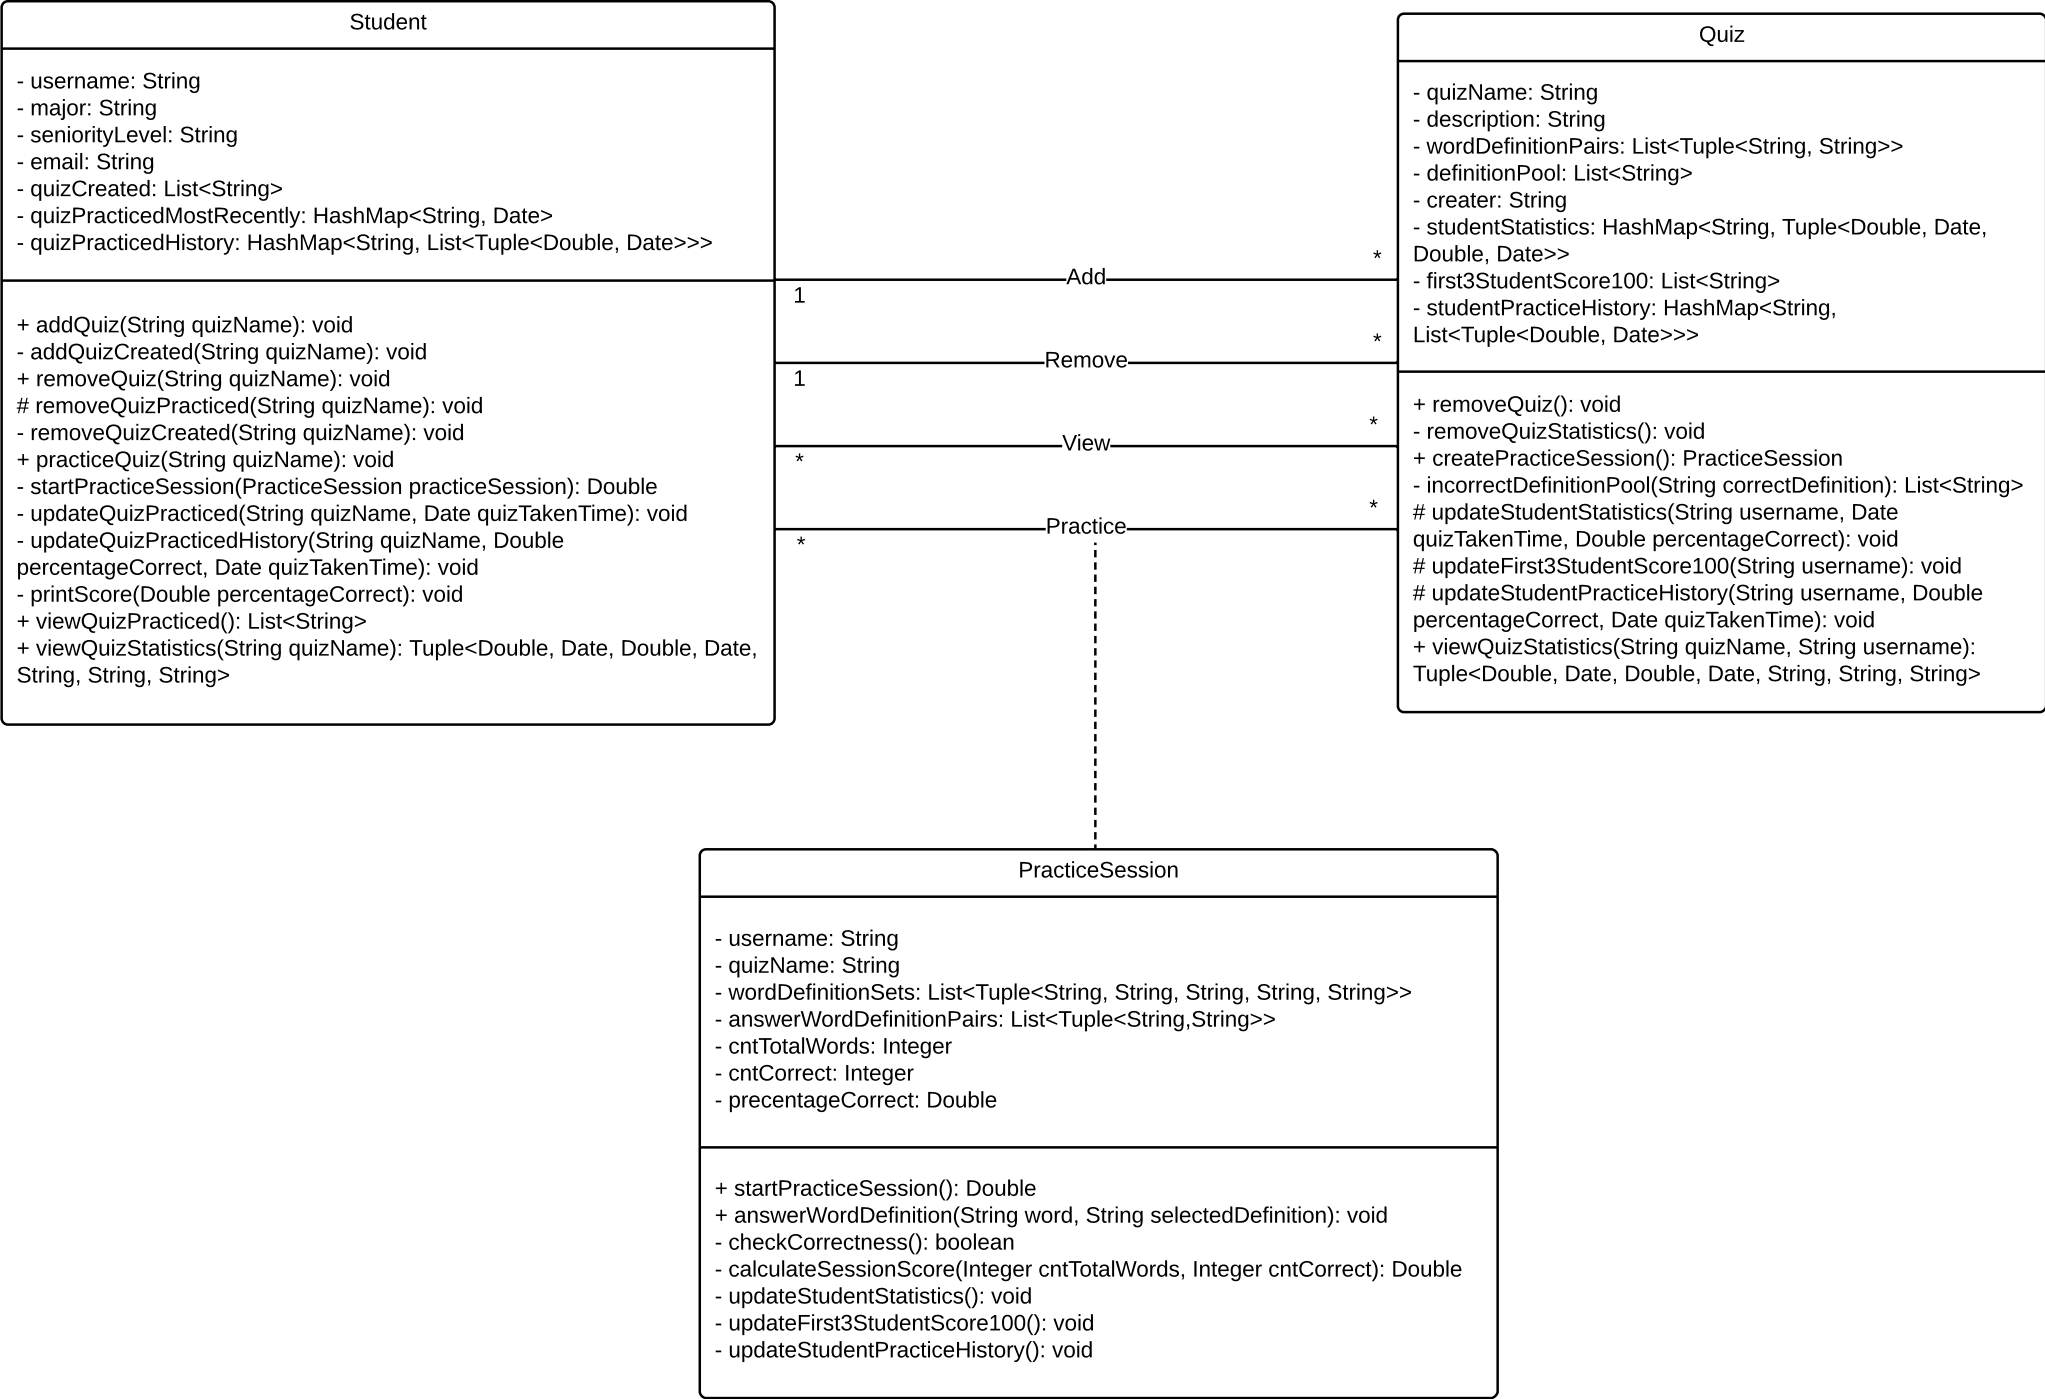 Student
- username: String
- major: String
- seniorityLevel: String
- email: String
- quizCreated: List<String>
- quizPracticedMostRecently: HashMap<String, Date>
- quizPracticedHistory: HashMap<String, List<Tuple<Double, Date>>>
+ addQuiz(String quizName): void
- addQuizCreated(String quizName): void
+ removeQuiz(String quizName): void
# removeQuizPracticed(String quizName): void
- removeQuizCreated(String quizName): void
+ practiceQuiz(String quizName): void
- startPracticeSession(PracticeSession practiceSession): Double
- updateQuizPracticed(String quizName, Date quizTakenTime): void
- updateQuizPracticedHistory(String quizName, Double
percentageCorrect, Date quizTakenTime): void
- printScore(Double percentageCorrect): void
+ viewQuizPracticed(): List<String>
+ viewQuizStatistics(String quizName): Tuple<Double, Date, Double, Date,
String, String, String>
*
Add
1
*
Remove
1
*
View
*
*
Practice
*
Quiz
- quizName: String
- description: String
- wordDefinitionPairs: List<Tuple<String, String>>
- definitionPool: List<String>
- creater: String
- studentStatistics: HashMap<String, Tuple<Double, Date,
Double, Date>>
- first3StudentScore100: List<String>
- studentPracticeHistory: HashMap<String,
List<Tuple<Double, Date>>>
+ removeQuiz(): void
- removeQuizStatistics(): void
+ createPracticeSession(): PracticeSession
- incorrectDefinitionPool(String correctDefinition): List<String>
# updateStudentStatistics(String username, Date
quizTakenTime, Double percentageCorrect): void
# updateFirst3StudentScore100(String username): void
# updateStudentPracticeHistory(String username, Double
percentageCorrect, Date quizTakenTime): void
+ viewQuizStatistics(String quizName, String username):
Tuple<Double, Date, Double, Date, String, String, String>
PracticeSession
- username: String
- quizName: String
- wordDefinitionSets: List<Tuple<String, String, String, String, String>>
- answerWordDefinitionPairs: List<Tuple<String,String>>
- cntTotalWords: Integer
- cntCorrect: Integer
- precentageCorrect: Double
+ startPracticeSession(): Double
+ answerWordDefinition(String word, String selectedDefinition): void
- checkCorrectness(): boolean
- calculateSessionScore(Integer cntTotalWords, Integer cntCorrect): Double
- updateStudentStatistics(): void
- updateFirst3StudentScore100(): void
- updateStudentPracticeHistory(): void